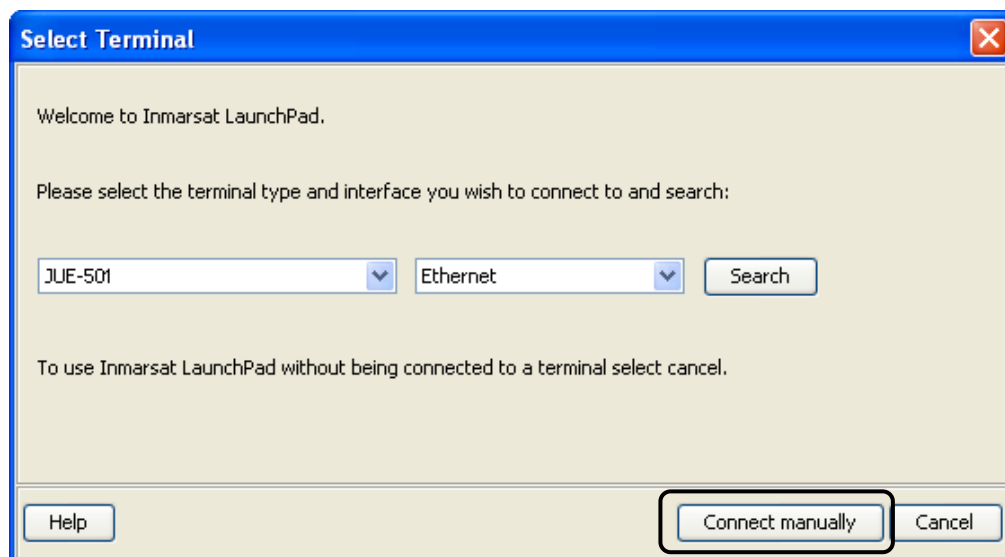 Select Terminal
Welcome to Inmarsat LaunchPad.
Please select the terminal type and interface you wish to connect to and search:
JUE-501 Ethernet Search
To use Inmarsat LaunchPad without being connected to a terminal select cancel.
Help Connect manually Cancel